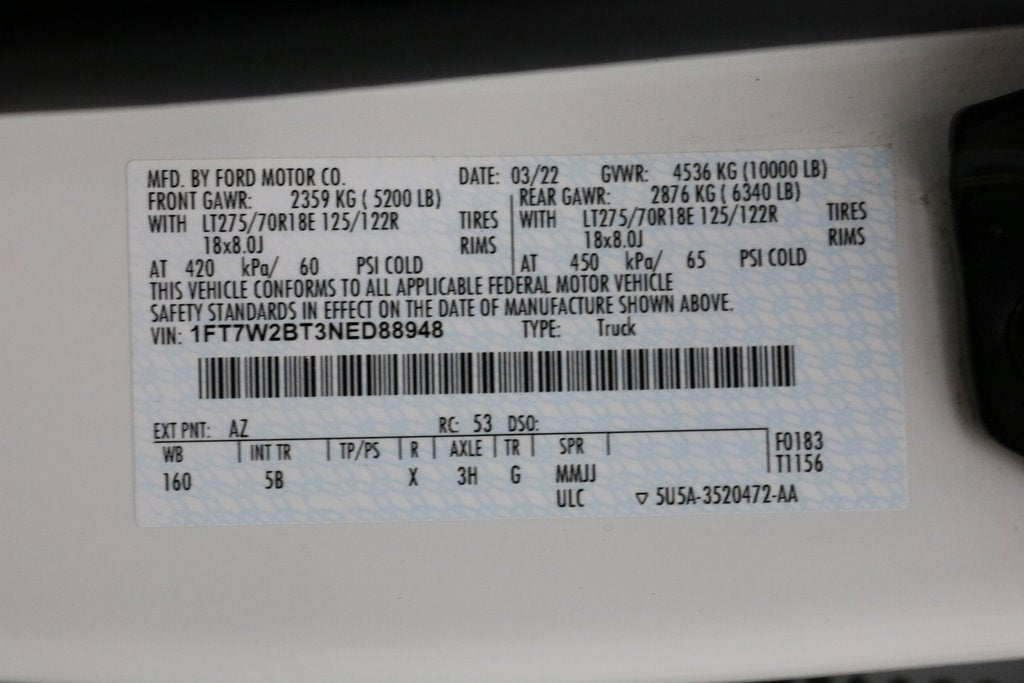 MFD. BY FORD MOTOR CO. DATE: 03/22 GVWR: 4536 KG (10000 LB)
FRONT GAWR: 2359 KG ( 5200 LB) REAR GAWR: 2876 KG ( 6340 LB)
WITH LT275/70R18E 125/122R TIRES WITH LT275/70R18E 125/122R TIRES
18x8.0J RIMS 18x8.0J RIMS
AT 420 kPa/ 60 PSI COLD AT 450 kPa/ 65 PSI COLD
THIS VEHICLE CONFORMS TO ALL APPLICABLE FEDERAL MOTOR VEHICLE
SAFETY STANDARDS IN EFFECT ON THE DATE OF MANUFACTURE SHOWN ABOVE.
VIN: 1FT7W2BT3NED88948 TYPE: Truck
EXT PNT: AZ RC: 53 DSO:
WB INT TR TP/PS R AXLE TR SPR F0183
160 5B X 3H G MMJJ T1156
ULC ▽ 5U5A-3520472-AA